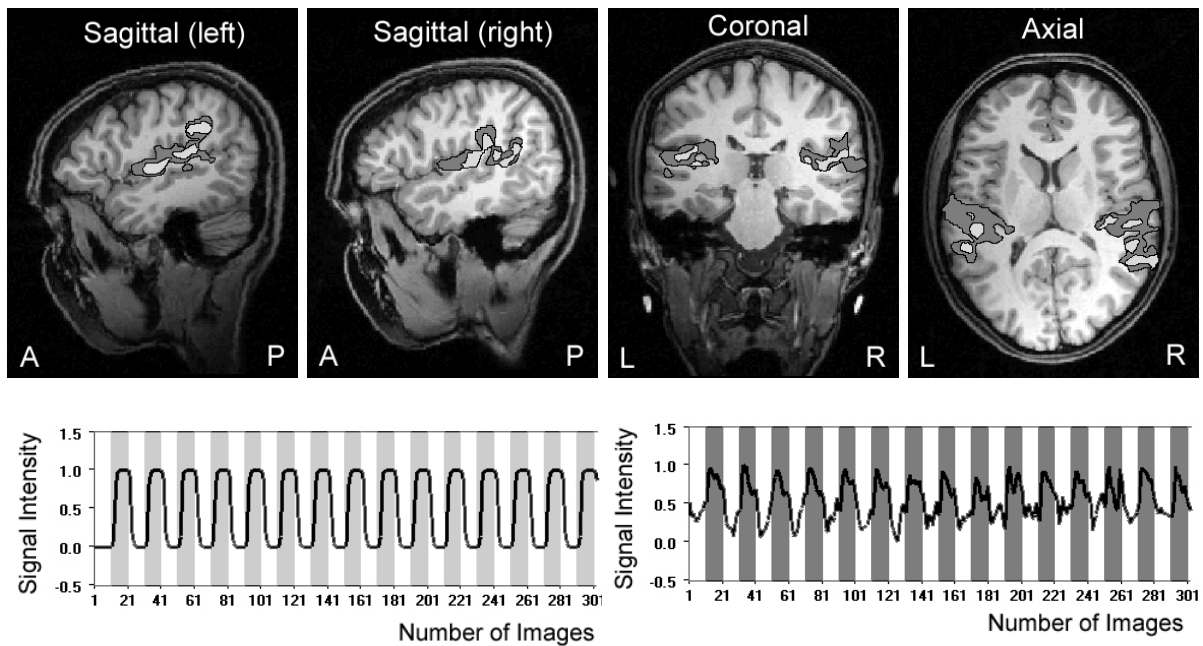 Sagittal (left)
A P
Sagittal (right)
A P
Coronal
L R
Axial
L R
Signal Intensity
1.5
1.0
0.5
0.0
-0.5
1 21 41 61 81 101 121 141 161 181 201 221 241 261 281 301
Number of Images
Signal Intensity
1.5
1.0
0.5
0.0
-0.5
1 21 41 61 81 101 121 141 161 181 201 221 241 261 281 301
Number of Images